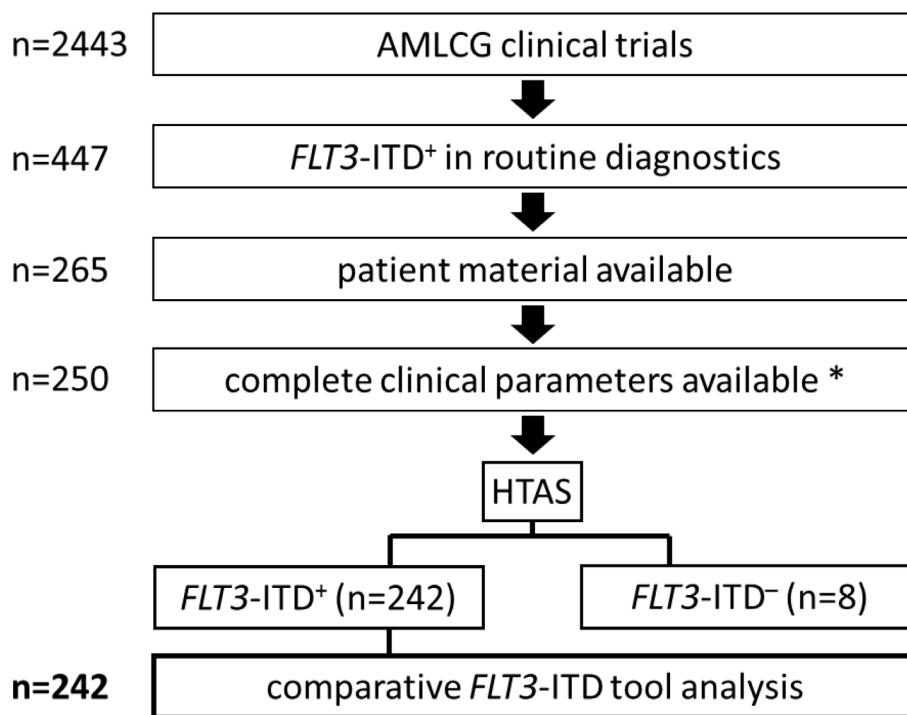 n=2443 AMLCG clinical trials
n=447 FLT3-ITD⁺ in routine diagnostics
n=265 patient material available
n=250 complete clinical parameters available *
HTAS
FLT3-ITD⁺ (n=242) FLT3-ITD⁻ (n=8)
n=242 comparative FLT3-ITD tool analysis